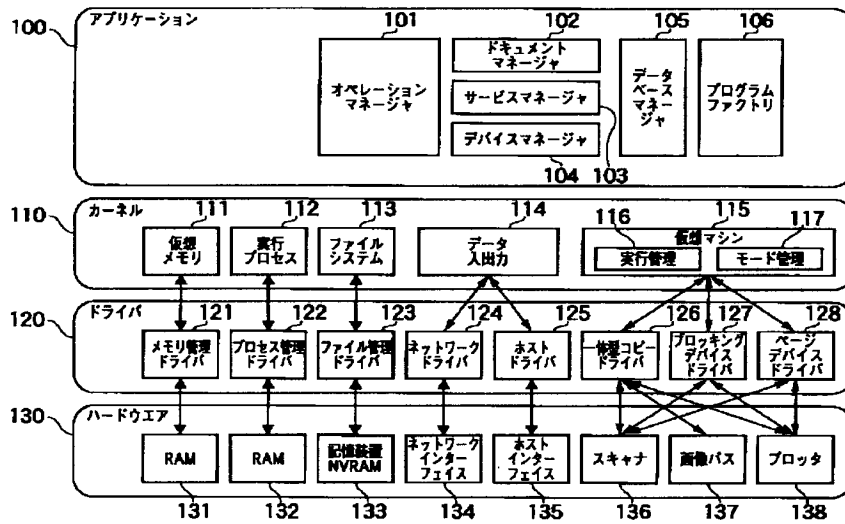 100
アプリケーション
101
102
105
106
オペレーション
マネージャ
ドキュメント
マネージャ
サービスマネージャ
デバイスマネージャ
データ
ベース
マネー
ジャ
プログラム
ファクトリ
104
103
110
カーネル
111
112
113
114
115
116
117
仮想
メモリ
実行
プロセス
ファイル
システム
データ
入出力
仮想マシン
実行管理
モード管理
120
ドライバ
121
122
123
124
125
126
127
128
メモリ管理
ドライバ
プロセス管理
ドライバ
ファイル管理
ドライバ
ネットワーク
ドライバ
ホスト
ドライバ
一体型コピー
ドライバ
ブロッキング
デバイス
ドライバ
ページ
デバイス
ドライバ
130
ハードウエア
RAM
RAM
記憶装置
NVRAM
ネットワーク
インター
フェイス
ホスト
インター
フェイス
スキャナ
画像パス
プロッタ
131
132
133
134
135
136
137
138